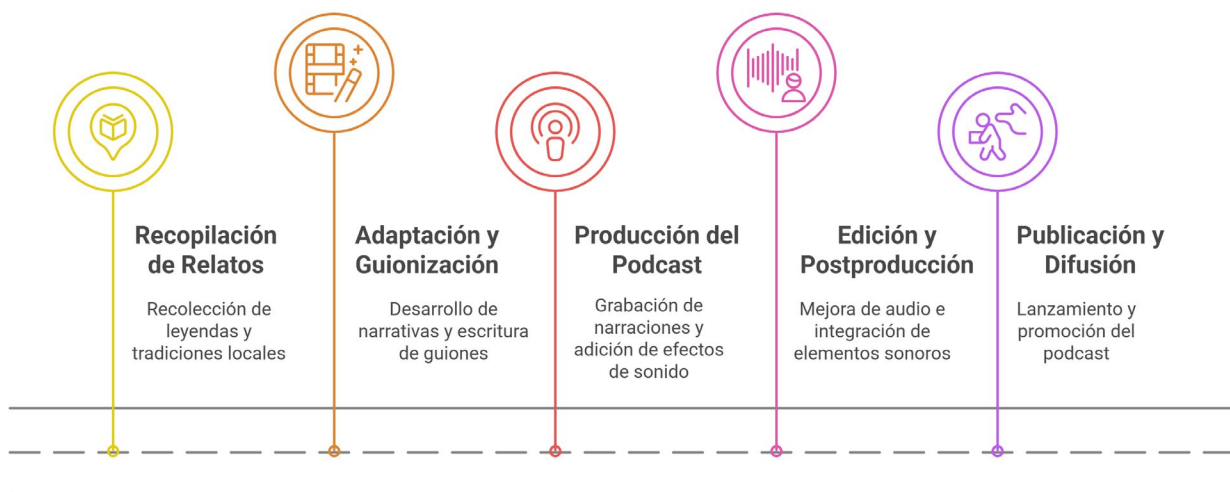 Recopilación
de Relatos
Recolección de
leyendas y
tradiciones locales
Adaptación y
Guionización
Desarrollo de
narrativas y escritura
de guiones
Producción del
Podcast
Grabación de
narraciones y
adición de efectos
de sonido
Edición y
Postproducción
Mejora de audio e
integración de
elementos sonoros
Publicación y
Difusión
Lanzamiento y
promoción del
podcast